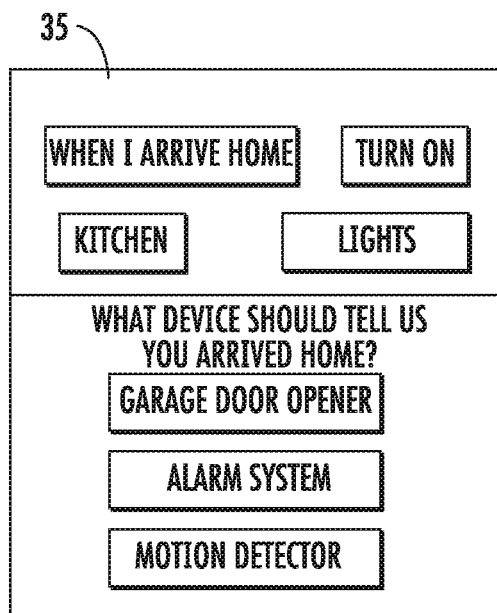 35
WHEN I ARRIVE HOME TURN ON
KITCHEN LIGHTS
WHAT DEVICE SHOULD TELL US
YOU ARRIVED HOME?
GARAGE DOOR OPENER
ALARM SYSTEM
MOTION DETECTOR